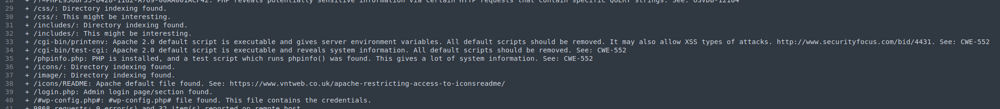 28 + /?=PHPE9568F35-D428-11d2-A769-00AA001ACF42: PHP reveals potentially sensitive information via certain HTTP requests that contain specific QUERY strings. See: OSVDB-12184
29 + /css/: Directory indexing found.
30 + /css/: This might be interesting.
31 + /includes/: Directory indexing found.
32 + /includes/: This might be interesting.
33 + /cgi-bin/printenv: Apache 2.0 default script is executable and gives server environment variables. All default scripts should be removed. It may also allow XSS types of attacks. http://www.securityfocus.com/bid/4431. See: CWE-552
34 + /cgi-bin/test-cgi: Apache 2.0 default script is executable and reveals system information. All default scripts should be removed. See: CWE-552
35 + /phpinfo.php: PHP is installed, and a test script which runs phpinfo() was found. This gives a lot of system information. See: CWE-552
36 + /icons/: Directory indexing found.
37 + /image/: Directory indexing found.
38 + /icons/README: Apache default file found. See: https://www.vntweb.co.uk/apache-restricting-access-to-iconsreadme/
39 + /login.php: Admin login page/section found.
40 + /#wp-config.php#: #wp-config.php# file found. This file contains the credentials.
41 + 9868 requests: 0 error(s) and 32 item(s) reported on remote host